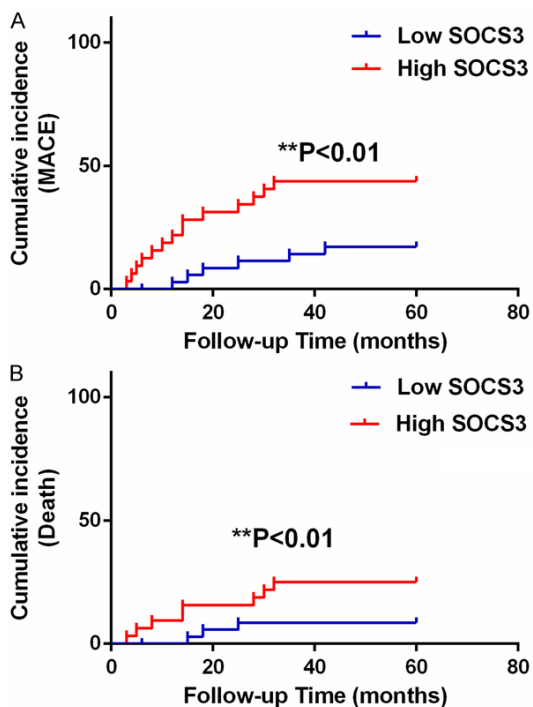 A
Cumulative incidence
(MACE)
100
50
0
Low SOCS3
High SOCS3
**P<0.01
0 20 40 60 80
Follow-up Time (months)
B
Cumulative incidence
(Death)
100
50
0
Low SOCS3
High SOCS3
**P<0.01
0 20 40 60 80
Follow-up Time (months)